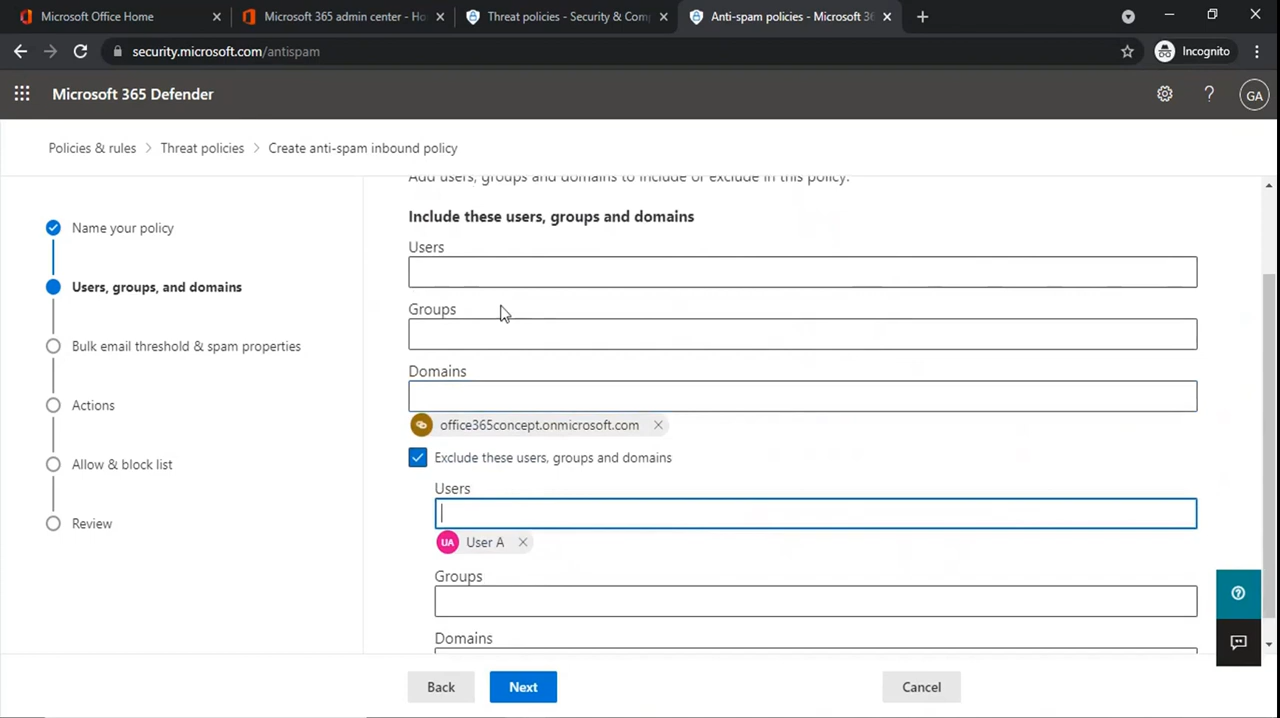 Microsoft Office Home
Microsoft 365 admin center - Ho
Threat policies - Security & Com
Anti-spam policies - Microsoft 36
security.microsoft.com/antispam
Incognito
Microsoft 365 Defender
GA
Policies & rules > Threat policies > Create anti-spam inbound policy
Add users, groups and domains to include or exclude in this policy.
Name your policy
Users, groups, and domains
Bulk email threshold & spam properties
Actions
Allow & block list
Review
Include these users, groups and domains
Users
Groups
Domains
office365concept.onmicrosoft.com
Exclude these users, groups and domains
Users
UA User A
Groups
Domains
Back
Next
Cancel